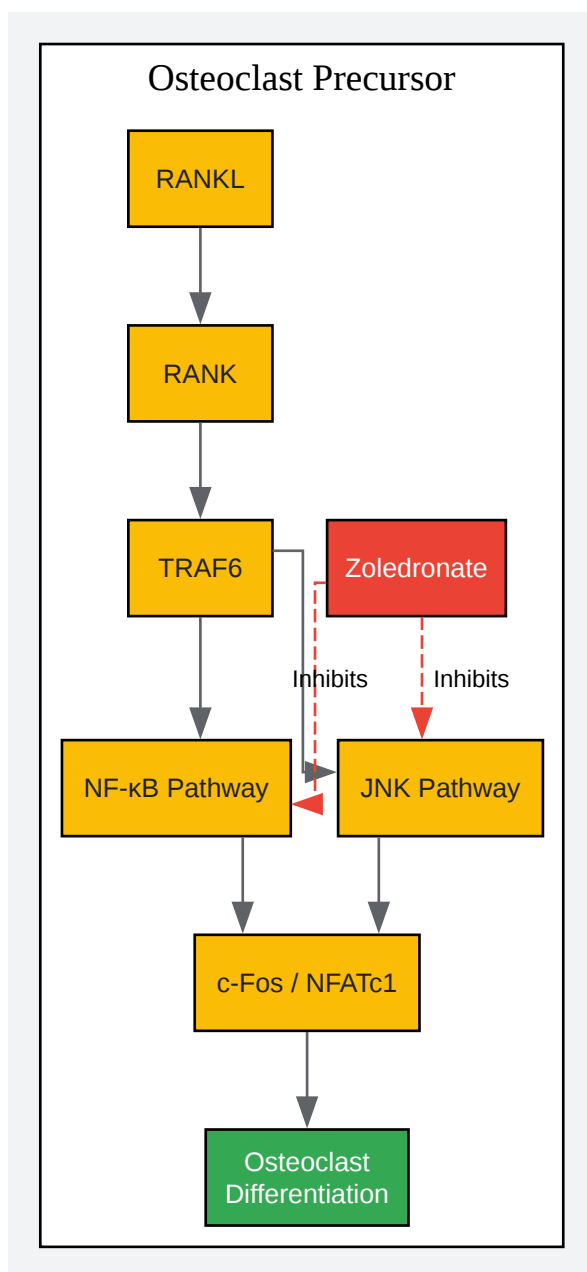 Osteoclast Precursor
RANKL
RANK
TRAF6
Zoledronate
Inhibits
Inhibits
NF-κB Pathway
JNK Pathway
c-Fos / NFATc1
Osteoclast
Differentiation